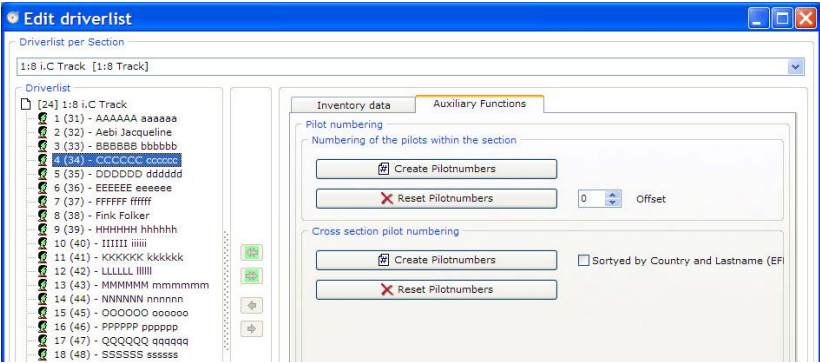 Edit driverlist
Driverlist per Section
1:8 i.C Track [1:8 Track]
Driverlist
[24] 1:8 i.C Track
1 (31) - AAAAAA aaaaaa
2 (32) - Aebi Jacqueline
3 (33) - BBBBBB bbbbbb
4 (34) - CCCCCC cccccc
5 (35) - DDDDDD dddddd
6 (36) - EEEEEE eeeeee
7 (37) - FFFFFF ffffff
8 (38) - Fink Folker
9 (39) - HHHHHH hhhhhh
10 (40) - IIIIII iiiiii
11 (41) - KKKKKK kkkkkk
12 (42) - LLLLLL llllll
13 (43) - MMMMMM mmmmmm
14 (44) - NNNNNN nnnnnn
15 (45) - OOOOOO oooooo
16 (46) - PPPPPP pppppp
17 (47) - QQQQQQ qqqqqq
18 (48) - SSSSSS ssssss
Inventory data
Auxiliary Functions
Pilot numbering
Numbering of the pilots within the section
Create Pilotnumbers
Reset Pilotnumbers
0 Offset
Cross section pilot numbering
Create Pilotnumbers
Sortyed by Country and Lastname (EF
Reset Pilotnumbers